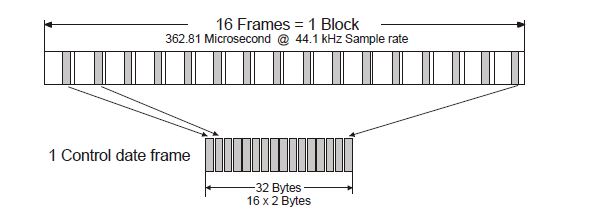 16 Frames = 1 Block
362.81 Microsecond @ 44.1 kHz Sample rate
1 Control date frame
32 Bytes
16 x 2 Bytes